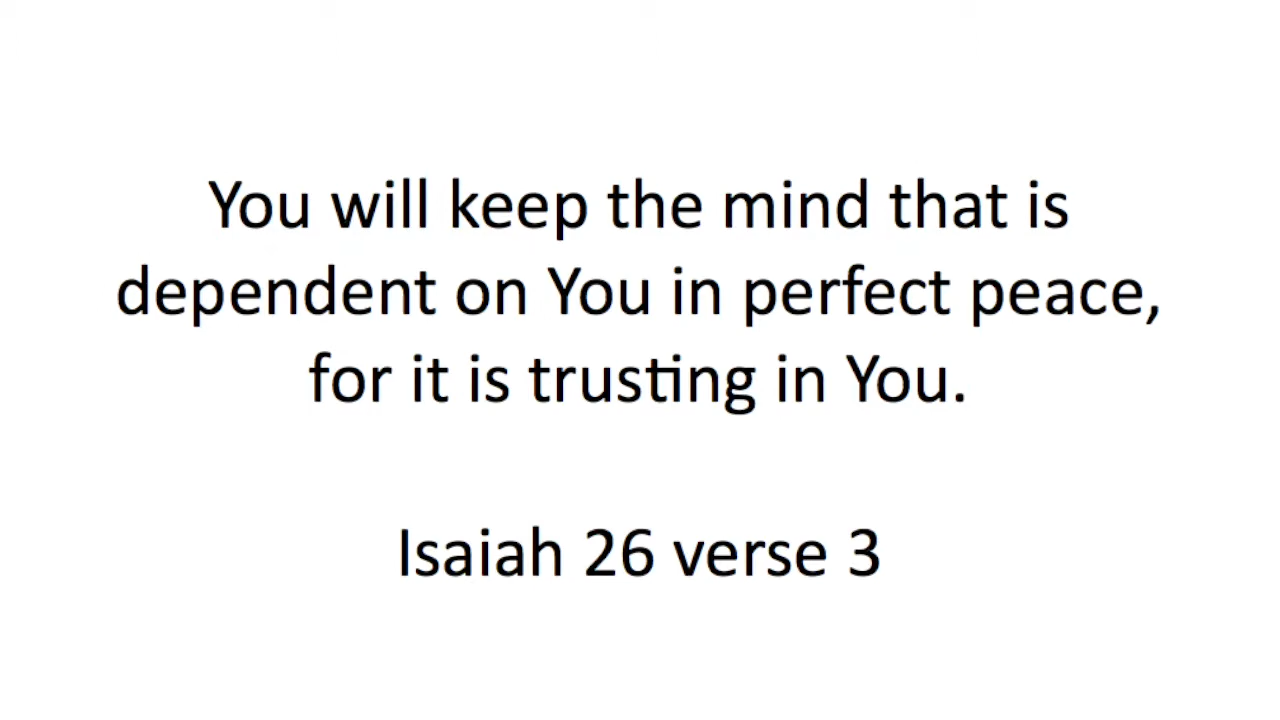 You will keep the mind that is
dependent on You in perfect peace,
for it is trusting in You.
Isaiah 26 verse 3